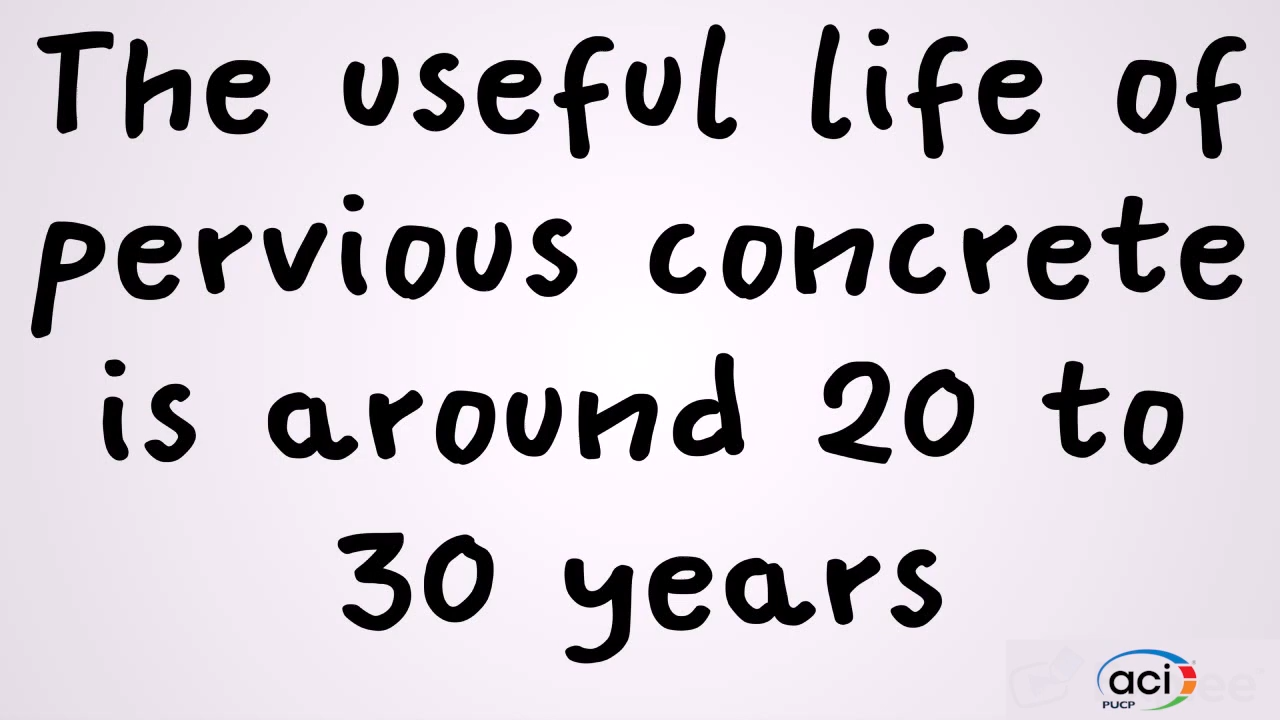 The useful life of
pervious concrete
is around 20 to
30 years
aci
PUCP